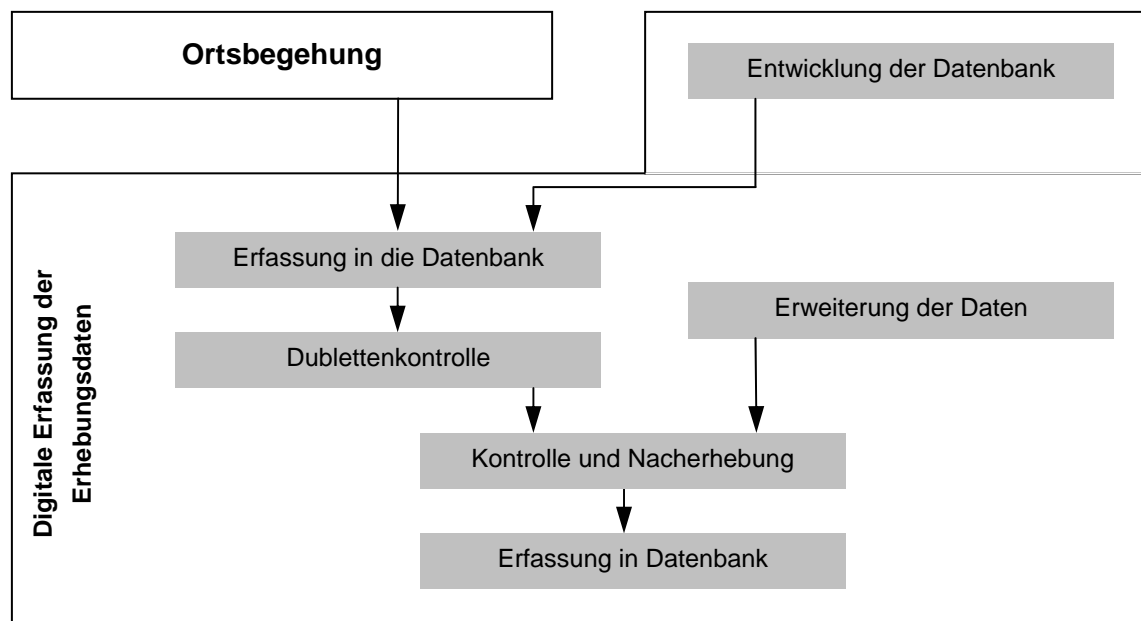 Ortsbegehung
Entwicklung der Datenbank
Erfassung in die Datenbank
Erweiterung der Daten
Dublettenkontrolle
Kontrolle und Nacherhebung
Erfassung in Datenbank
Digitale Erfassung der
Erhebungsdaten